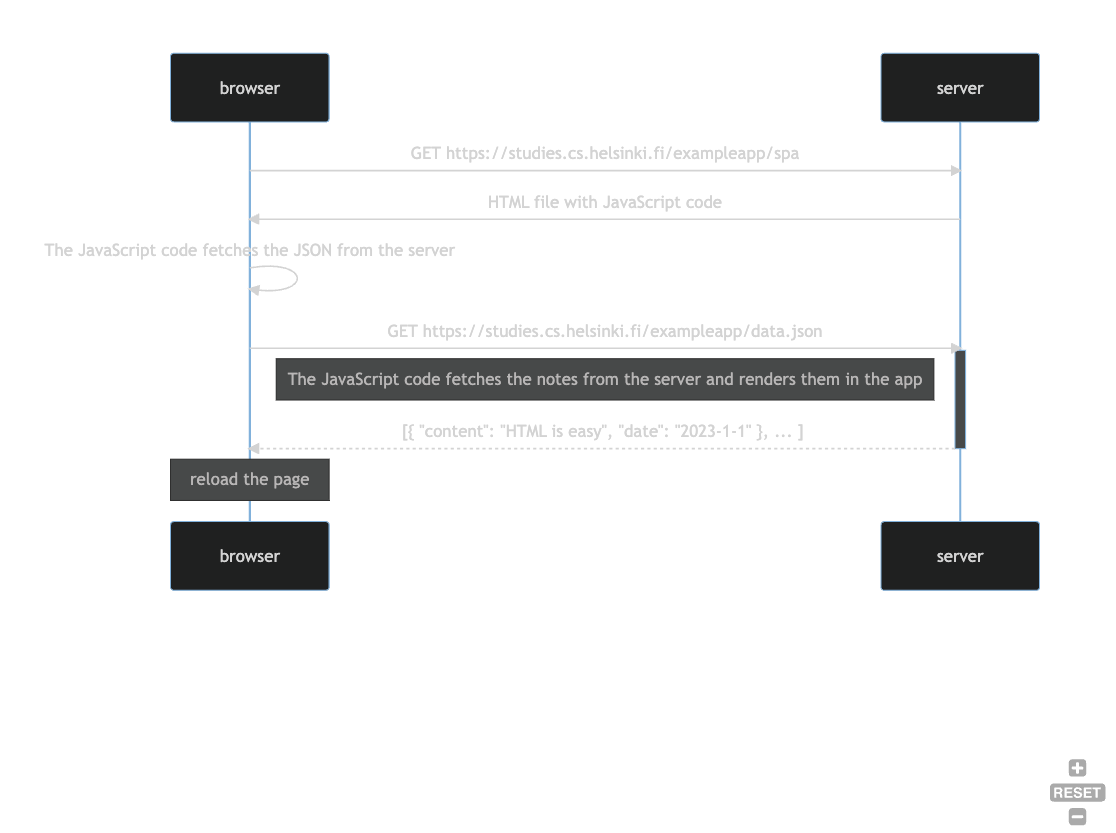 browser
server
GET https://studies.cs.helsinki.fi/exampleapp/spa
HTML file with JavaScript code
The JavaScript code fetches the JSON from the server
GET https://studies.cs.helsinki.fi/exampleapp/data.json
The JavaScript code fetches the notes from the server and renders them in the app
[{ "content": "HTML is easy", "date": "2023-1-1" }, ... ]
reload the page
browser
server
+
RESET
−